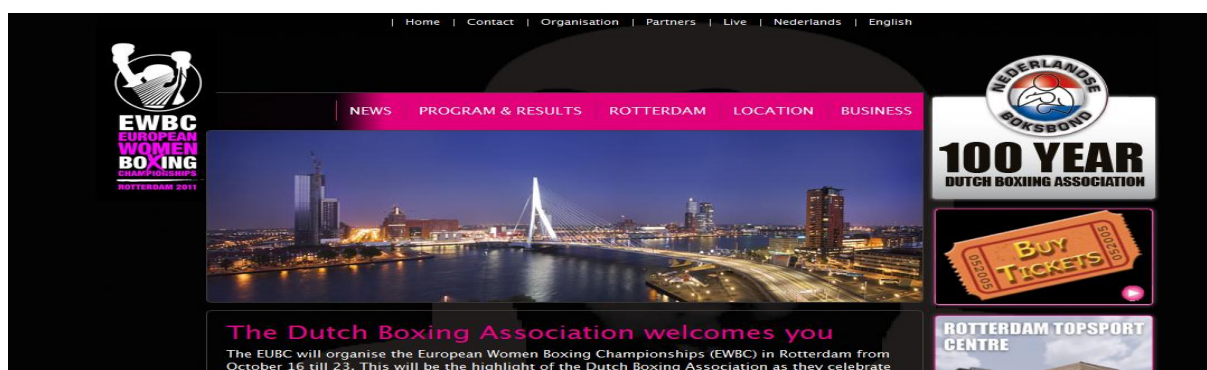 | Home | Contact | Organisation | Partners | Live | Nederlands | English
EWBC
EUROPEAN
WOMEN
BOXING
CHAMPIONSHIPS
ROTTERDAM 2011
NEWS PROGRAM & RESULTS ROTTERDAM LOCATION BUSINESS
NEDERLANDSE
BOKSBOND
100 YEAR
DUTCH BOXIING ASSOCIATION
BUY
TICKETS
052005
052005
The Dutch Boxing Association welcomes you
The EUBC will organise the European Women Boxing Championships (EWBC) in Rotterdam from
October 16 till 23. This will be the highlight of the Dutch Boxing Association as they celebrate
ROTTERDAM TOPSPORT
CENTRE